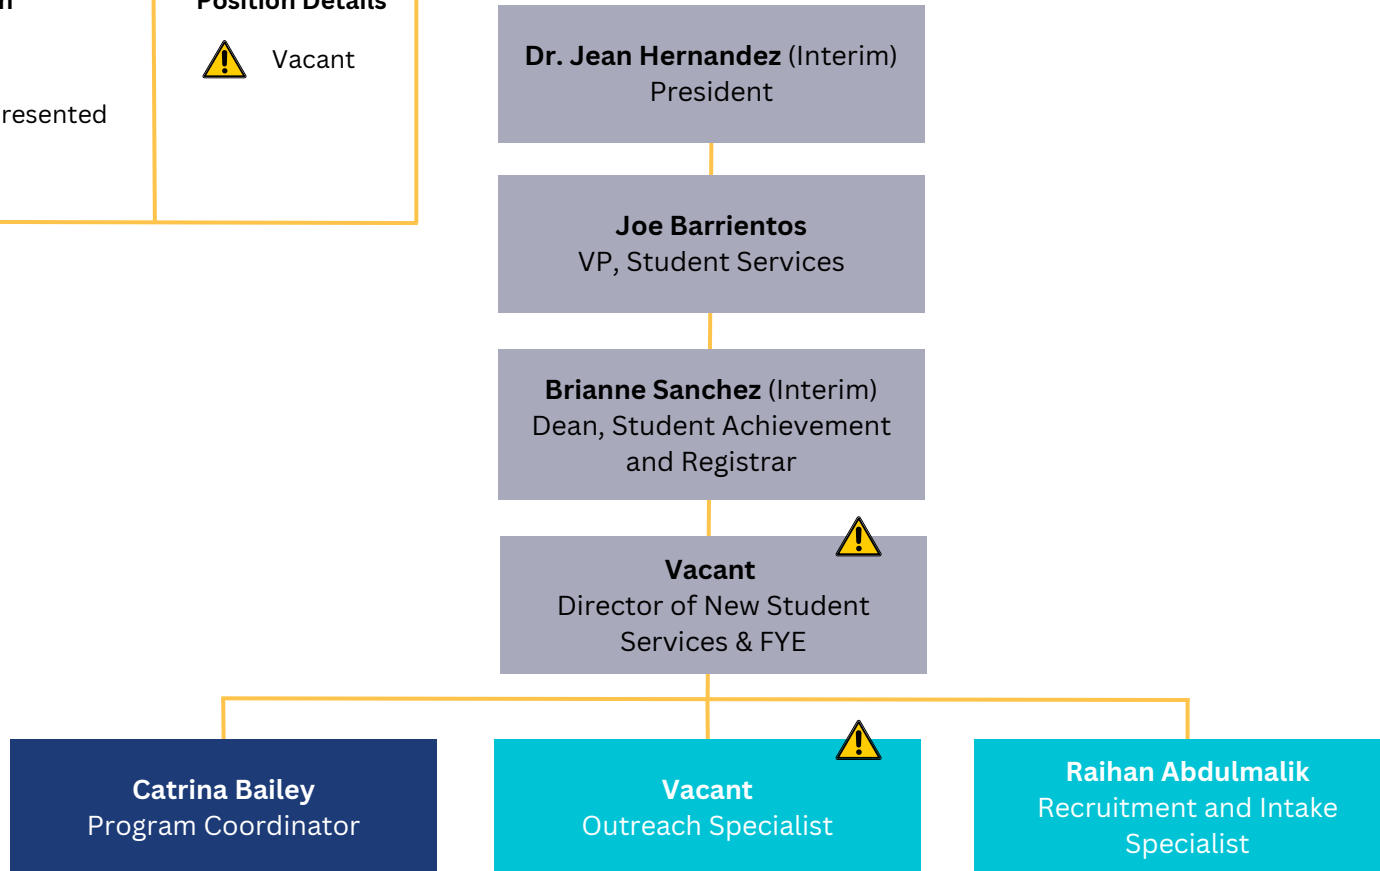 Position Details
Vacant
resented
Dr. Jean Hernandez (Interim)
President
Joe Barrientos
VP, Student Services
Brianne Sanchez (Interim)
Dean, Student Achievement
and Registrar
Vacant
Director of New Student
Services & FYE
Catrina Bailey
Program Coordinator
Vacant
Outreach Specialist
Raihan Abdulmalik
Recruitment and Intake
Specialist